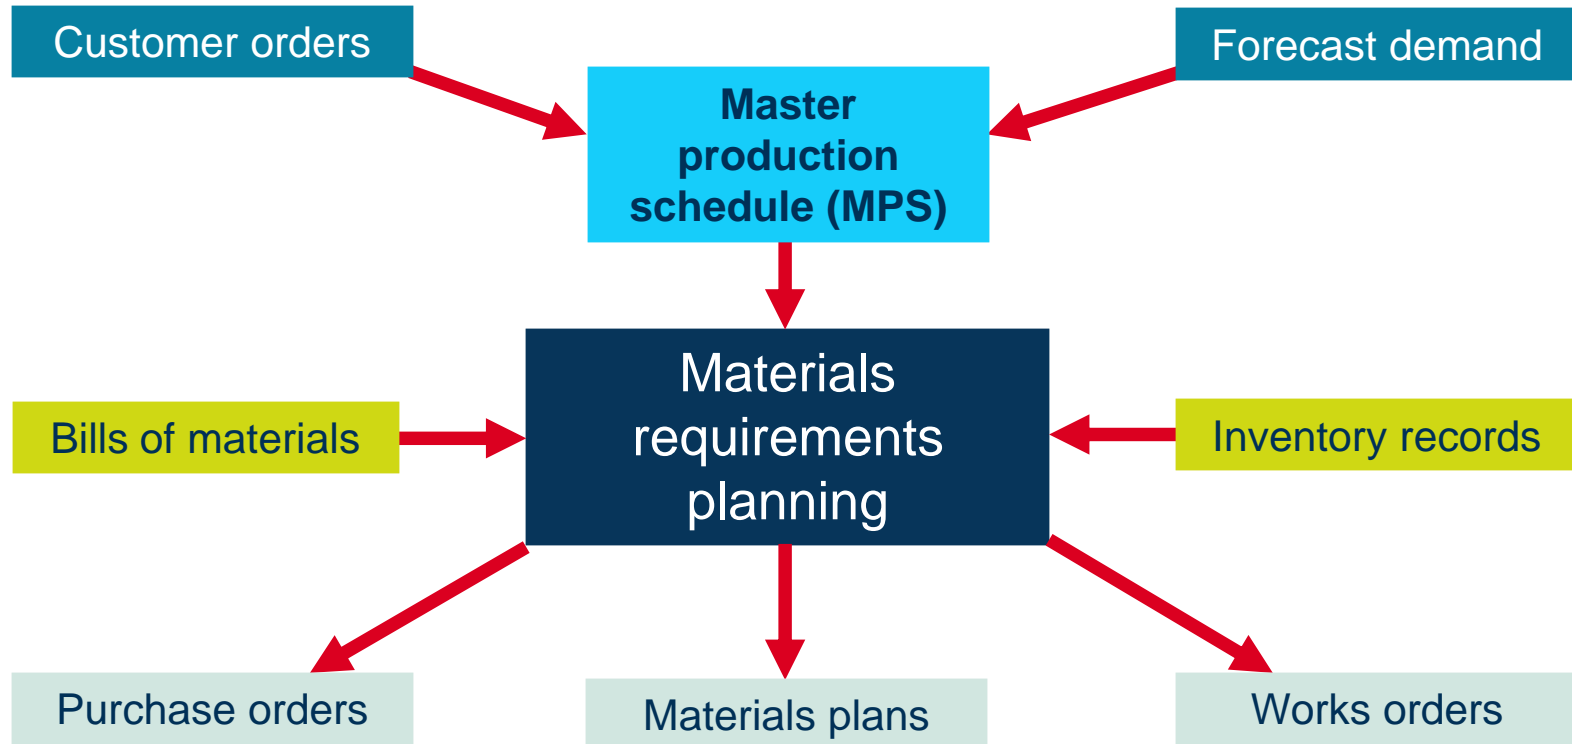 Customer orders
Forecast demand
Master
production
schedule (MPS)
Materials
requirements
planning
Bills of materials
Inventory records
Purchase orders
Materials plans
Works orders